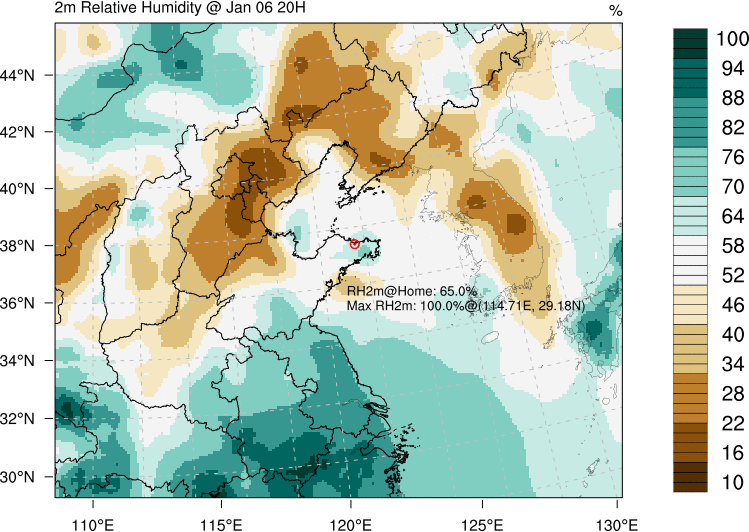 2m Relative Humidity @ Jan 06 20H
%
44°N
42°N
40°N
38°N
36°N
34°N
32°N
30°N
RH2m@Home: 65.0%
Max RH2m: 100.0%@(114.71E, 29.18N)
110°E
115°E
120°E
125°E
130°E
100
94
88
82
76
70
64
58
52
46
40
34
28
22
16
10